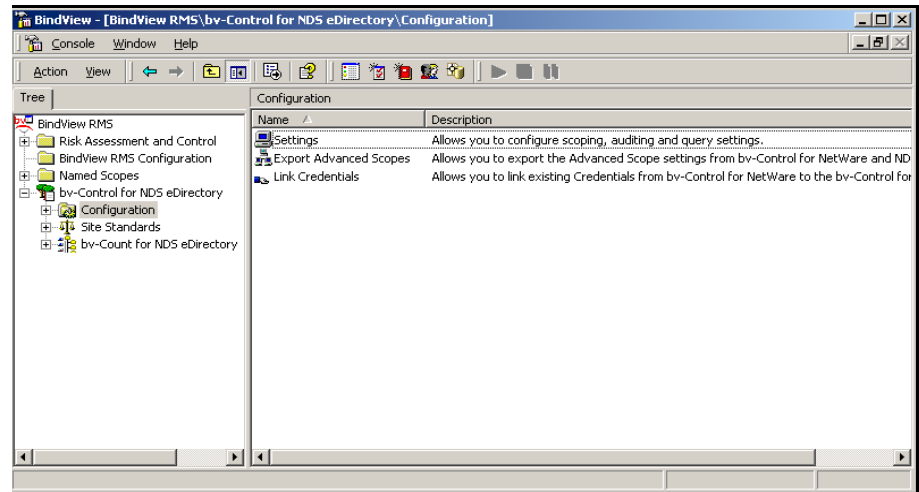 BindView - [BindView RMS\bv-Control for NDS eDirectory\Configuration]
Console Window Help
Action View
Tree
Configuration
BindView RMS
Risk Assessment and Control
BindView RMS Configuration
Named Scopes
bv-Control for NDS eDirectory
Configuration
Site Standards
bv-Count for NDS eDirectory
Name Description
Settings Allows you to configure scoping, auditing and query settings.
Export Advanced Scopes Allows you to export the Advanced Scope settings from bv-Control for NetWare and ND
Link Credentials Allows you to link existing Credentials from bv-Control for NetWare to the bv-Control for